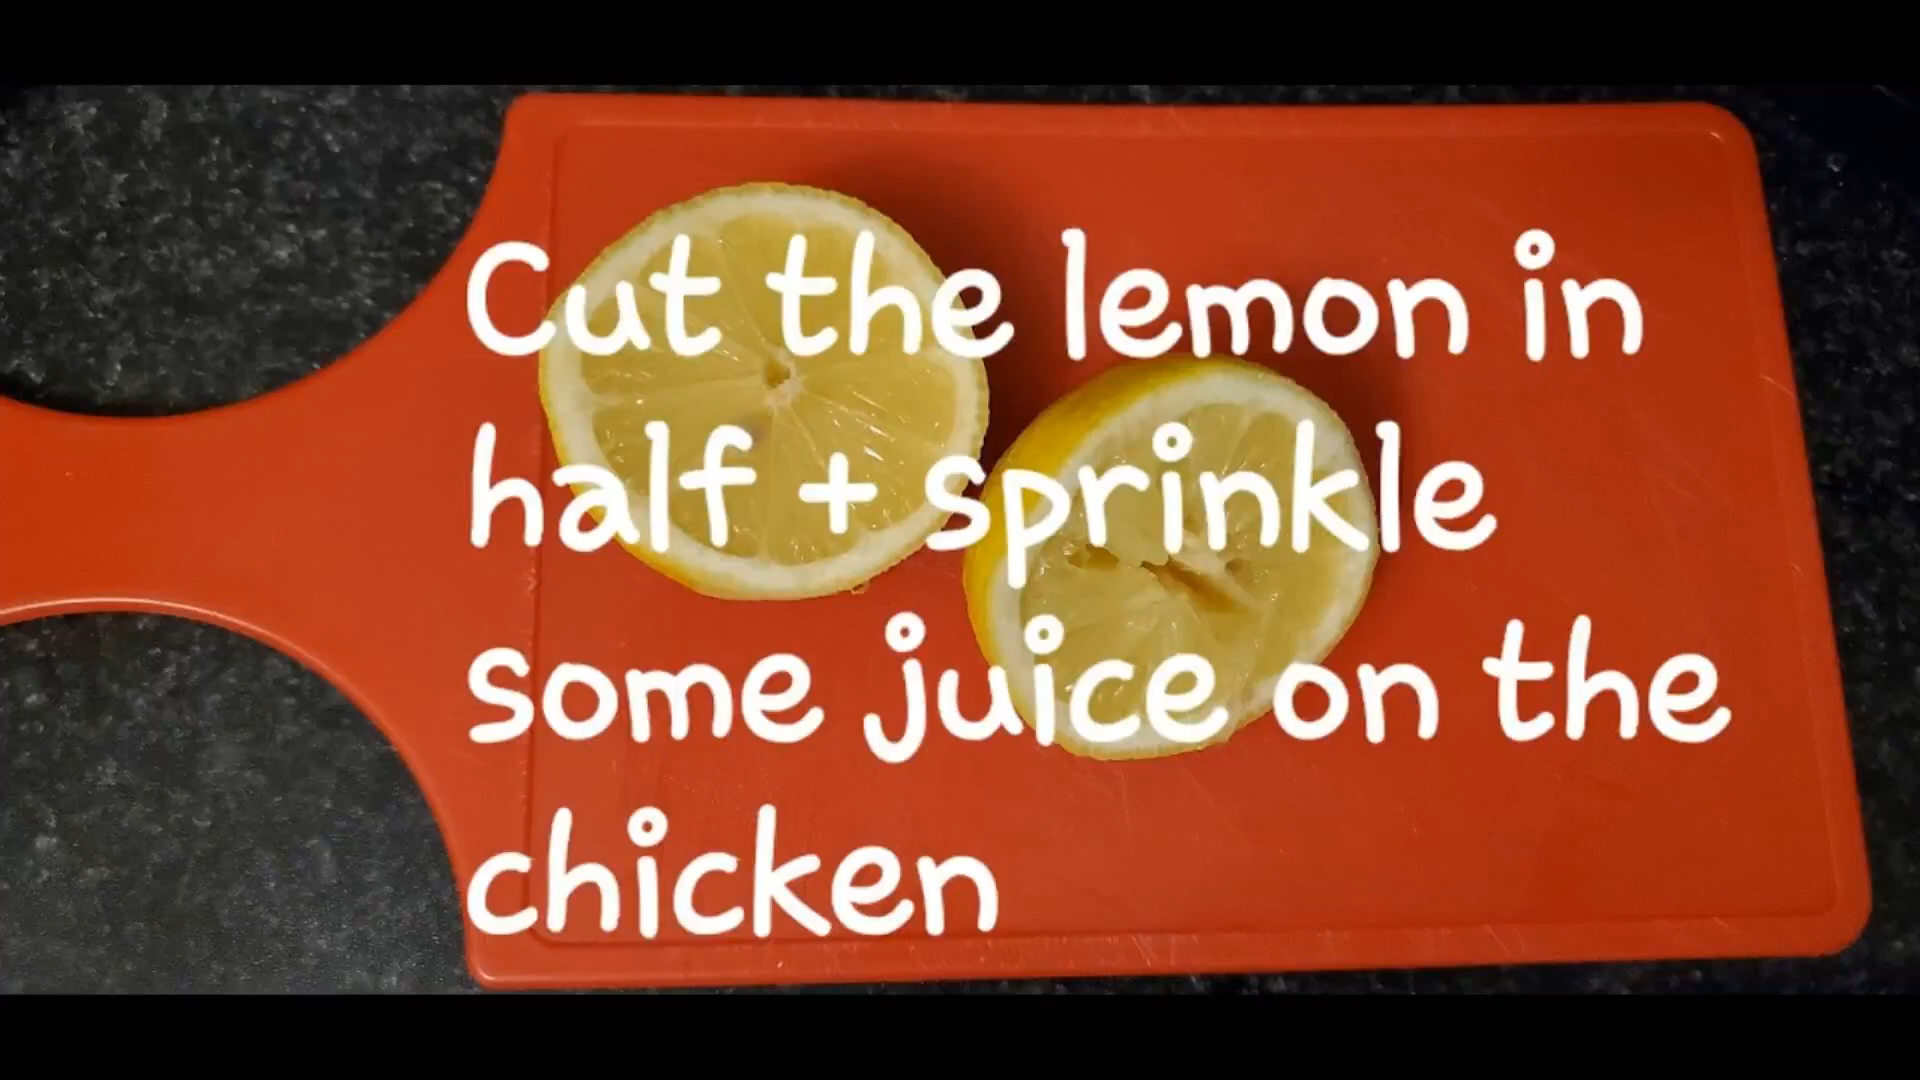 Cut the lemon in
half + sprinkle
some juice on the
chicken